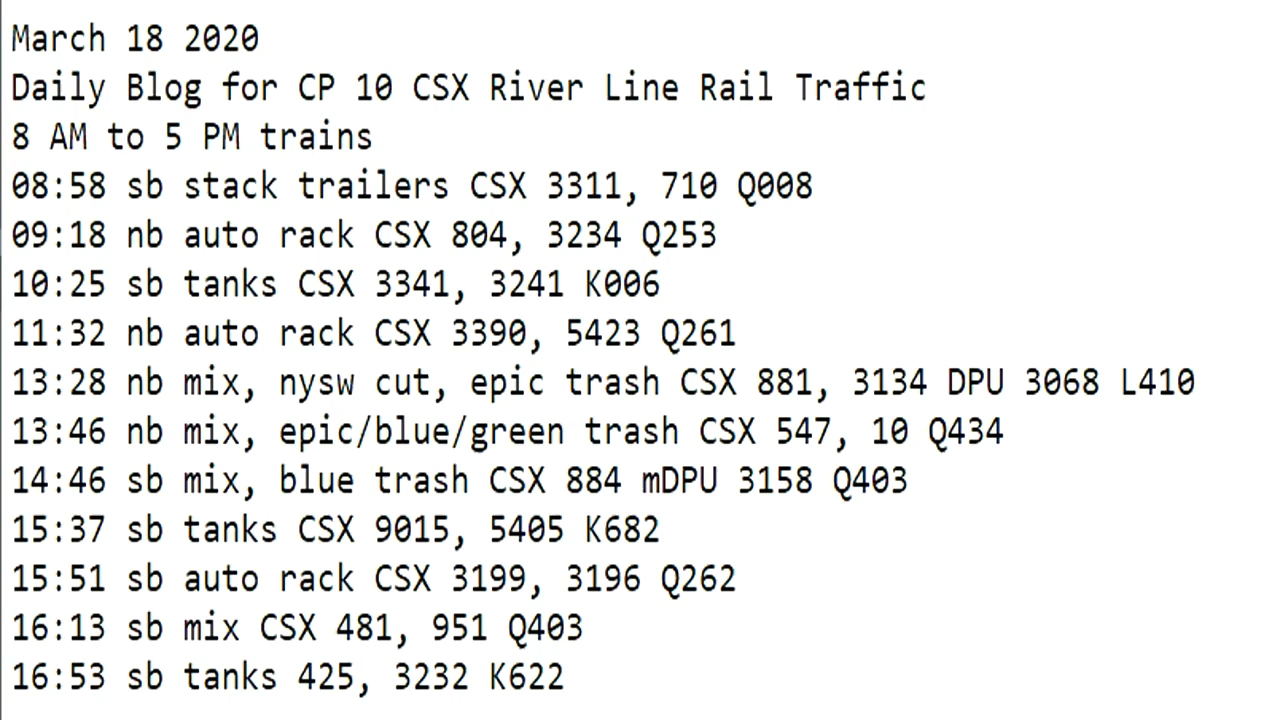 March 18 2020
Daily Blog for CP 10 CSX River Line Rail Traffic
8 AM to 5 PM trains
08:58 sb stack trailers CSX 3311, 710 Q008
09:18 nb auto rack CSX 804, 3234 Q253
10:25 sb tanks CSX 3341, 3241 K006
11:32 nb auto rack CSX 3390, 5423 Q261
13:28 nb mix, nysw cut, epic trash CSX 881, 3134 DPU 3068 L410
13:46 nb mix, epic/blue/green trash CSX 547, 10 Q434
14:46 sb mix, blue trash CSX 884 mDPU 3158 Q403
15:37 sb tanks CSX 9015, 5405 K682
15:51 sb auto rack CSX 3199, 3196 Q262
16:13 sb mix CSX 481, 951 Q403
16:53 sb tanks 425, 3232 K622